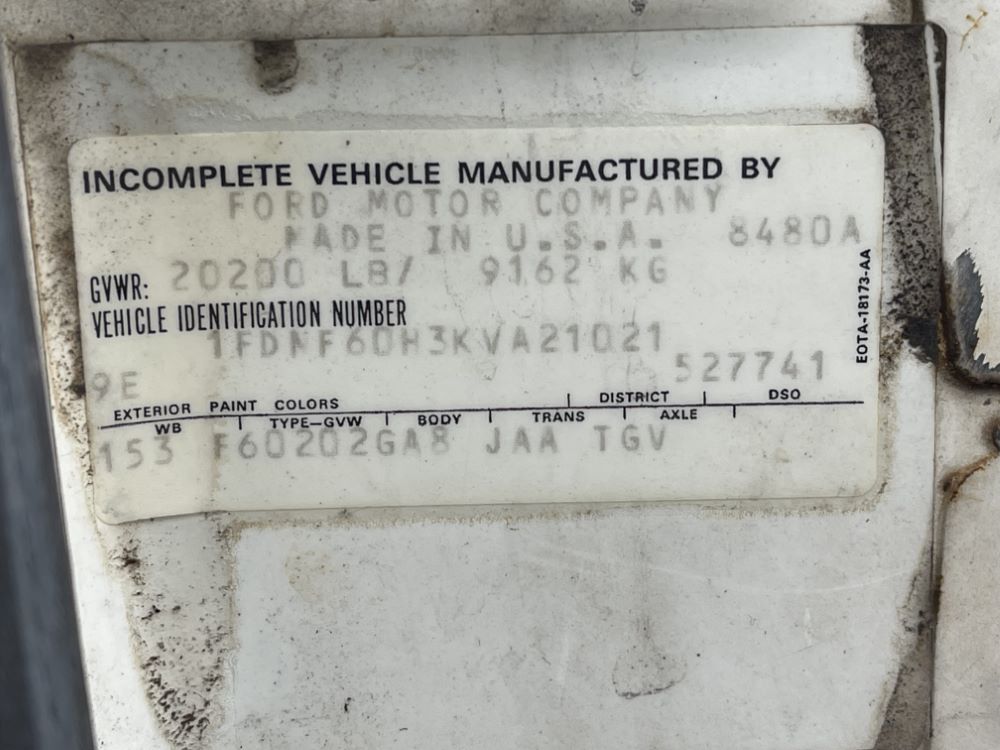 INCOMPLETE VEHICLE MANUFACTURED BY
FORD MOTOR COMPANY
MADE IN U.S.A. 8480A
GVWR: 20200 LB/ 9162 KG
VEHICLE IDENTIFICATION NUMBER
1FDNF60H3KVA21021
527741
9E
EXTERIOR PAINT COLORS DISTRICT DSO
WB TYPE-GVW BODY TRANS AXLE
153 F60202GA8 JAA TGV
EOTA-18173-AA